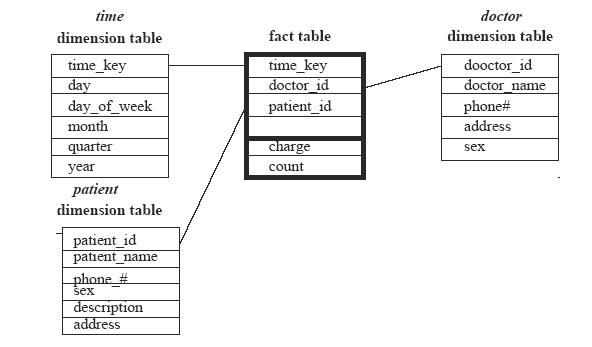 time
dimension table
time_key
day
day_of_week
month
quarter
year
fact table
time_key
doctor_id
patient_id
charge
count
doctor
dimension table
dooctor_id
doctor_name
phone#
address
sex
patient
dimension table
patient_id
patient_name
phone_#
sex
description
address